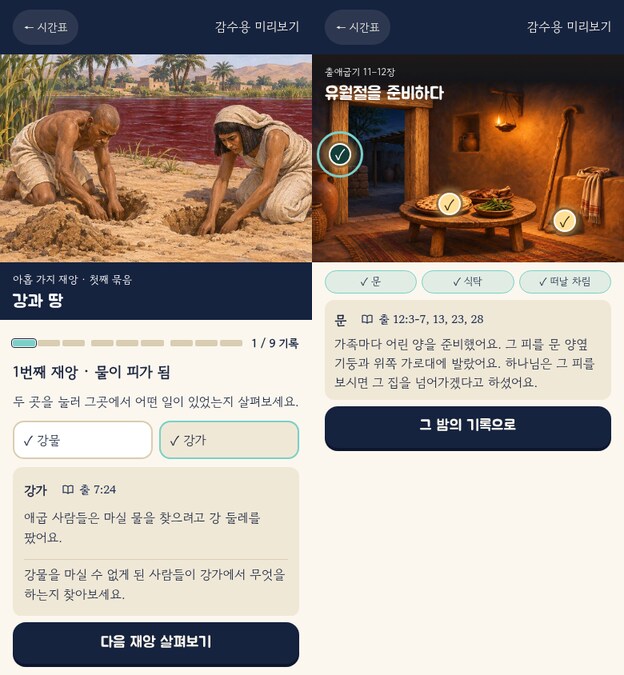 ← 시간표
감수용 미리보기
아홉 가지 재앙 · 첫째 묶음
강과 땅
1 / 9 기록
1번째 재앙 · 물이 피가 됨
두 곳을 눌러 그곳에서 어떤 일이 있었는지 살펴보세요.
✓ 강물
✓ 강가
강가 출 7:24
애굽 사람들은 마실 물을 찾으려고 강 둘레를
팠어요.
강물을 마실 수 없게 된 사람들이 강가에서 무엇을
하는지 찾아보세요.
다음 재앙 살펴보기
← 시간표
감수용 미리보기
출애굽기 11–12장
유월절을 준비하다
✓ 문
✓ 식탁
✓ 떠날 차림
문 출 12:3-7, 13, 23, 28
가족마다 어린 양을 준비했어요. 그 피를 문 양옆
기둥과 위쪽 가로대에 발랐어요. 하나님은 그 피를
보시면 그 집을 넘어가겠다고 하셨어요.
그 밤의 기록으로